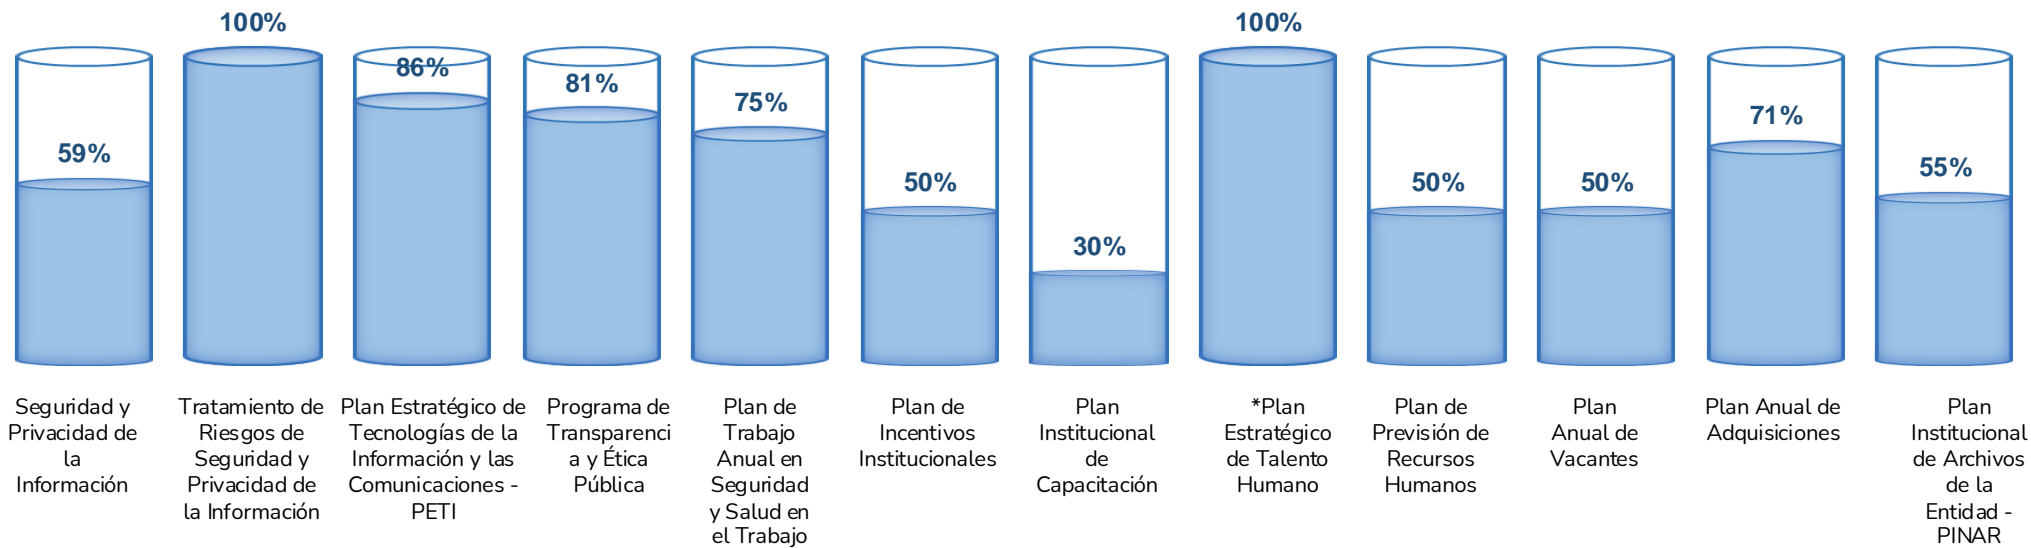 59%
100%
86%
81%
75%
50%
30%
100%
50%
50%
71%
55%
Seguridad y
Privacidad de
la
Información
Tratamiento de
Riesgos de
Seguridad y
Privacidad de
la Información
Plan Estratégico de
Tecnologías de la
Información y las
Comunicaciones -
PETI
Programa de
Transparenci
a y Ética
Pública
Plan de
Trabajo
Anual en
Seguridad
y Salud en
el Trabajo
Plan de
Incentivos
Institucionales
Plan
Institucional
de
Capacitación
*Plan
Estratégico
de Talento
Humano
Plan de
Previsión de
Recursos
Humanos
Plan
Anual de
Vacantes
Plan Anual de
Adquisiciones
Plan
Institucional
de Archivos
de la
Entidad -
PINAR